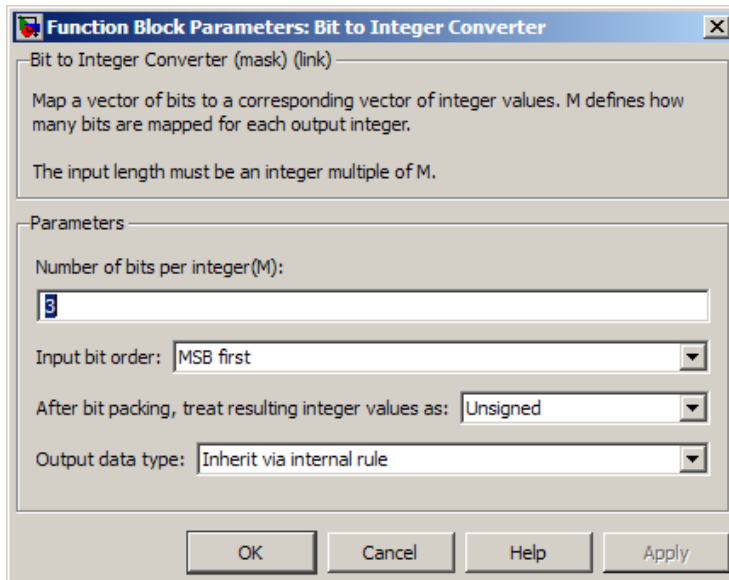 Function Block Parameters: Bit to Integer Converter
Bit to Integer Converter (mask) (link)
Map a vector of bits to a corresponding vector of integer values. M defines how
many bits are mapped for each output integer.
The input length must be an integer multiple of M.
Parameters
Number of bits per integer(M):
3
Input bit order: MSB first
After bit packing, treat resulting integer values as: Unsigned
Output data type: Inherit via internal rule
OK Cancel Help Apply